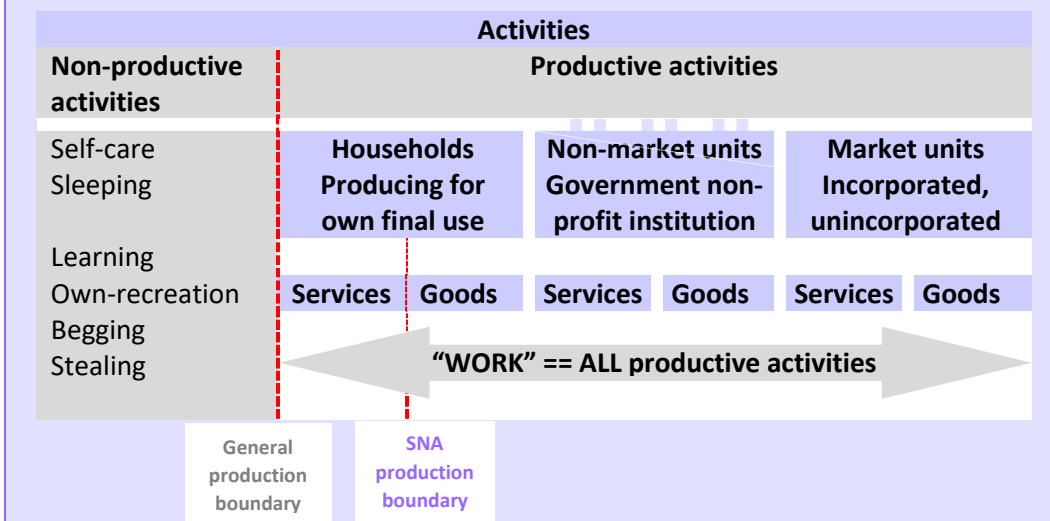 Activities
Non-productive
activities
Productive activities
Self-care
Sleeping
Learning
Own-recreation
Begging
Stealing
Households
Producing for
own final use
Non-market units
Government non-
profit institution
Market units
Incorporated,
unincorporated
Services Goods Services Goods Services Goods
“WORK” == ALL productive activities
General
production
boundary
SNA
production
boundary